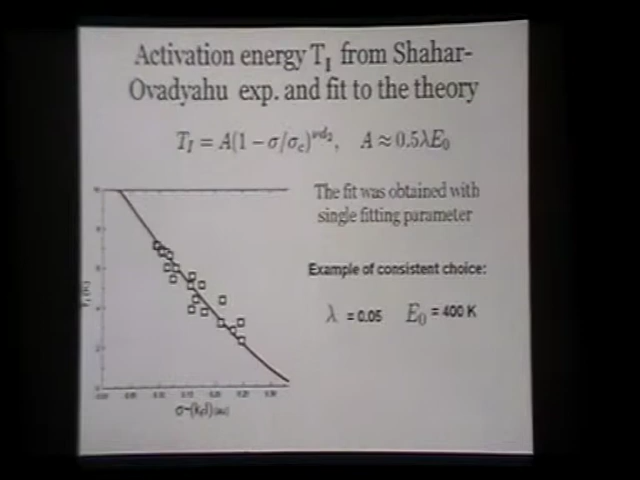 Activation energy T_I from Shahar-
Ovadyahu exp. and fit to the theory
T_I = A(1 − σ/σ_c)^{νd_2}, A ≈ 0.5λE_0
The fit was obtained with
single fitting parameter
Example of consistent choice:
λ = 0.05 E_0 = 400 K